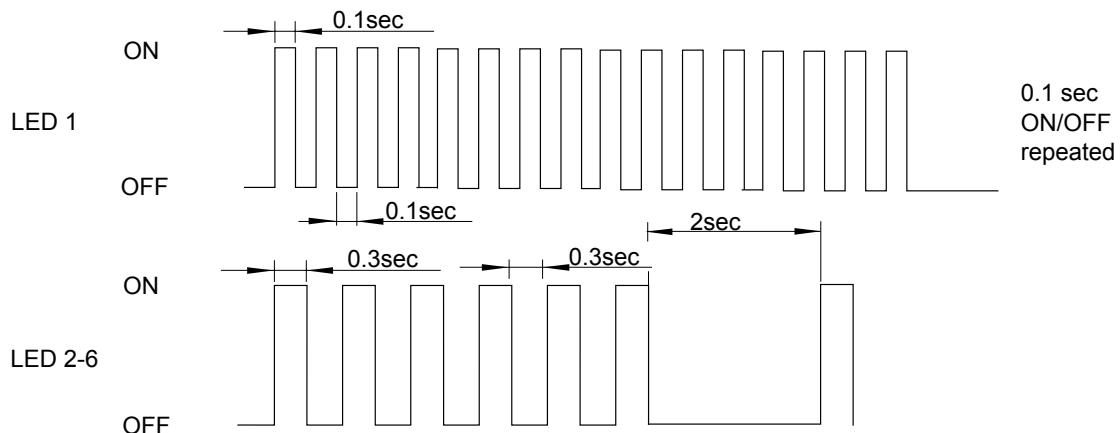 0.1sec
ON
LED 1
0.1 sec
ON/OFF
repeated
OFF
0.1sec
2sec
0.3sec
0.3sec
ON
LED 2-6
OFF